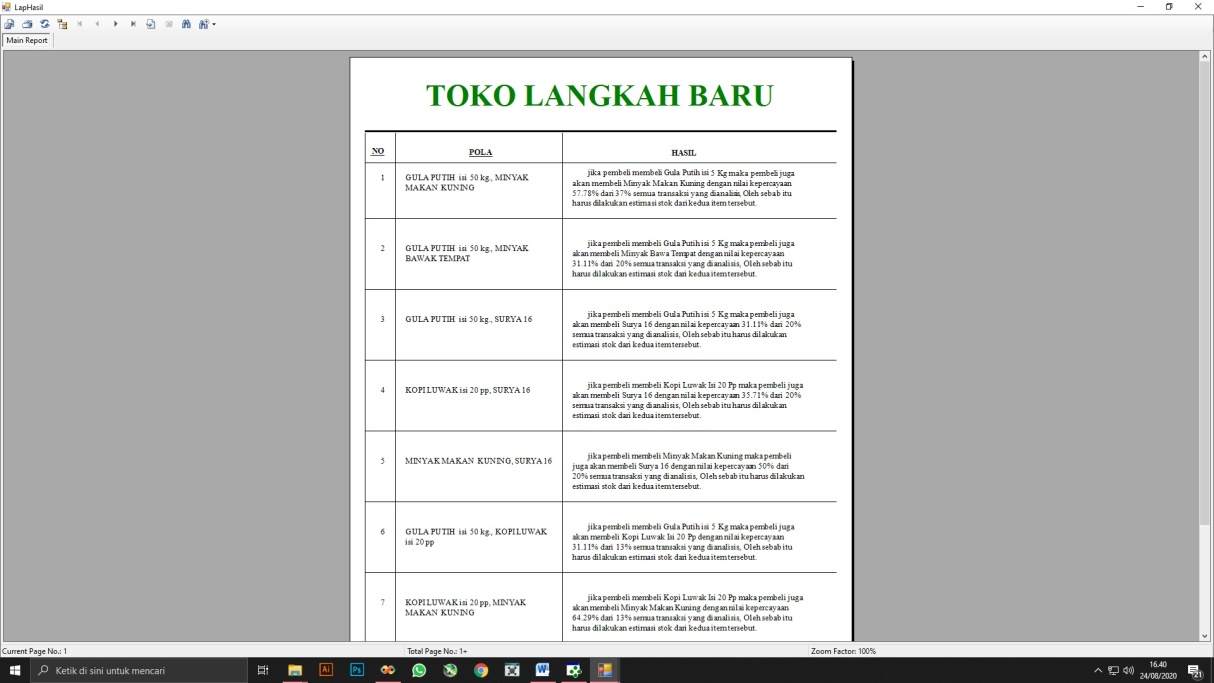 LapHasil
Main Report
TOKO LANGKAH BARU
NO POLA HASIL
1 GULA PUTIH isi 50 kg., MINYAK
MAKAN KUNING
jika pembeli membeli Gula Putih isi 5 Kg maka pembeli juga
akan membeli Minyak Makan Kuning dengan nilai kepercayaan
57.78% dari 37% semua transaksi yang dianalisis, Oleh sebab itu
harus dilakukan estimasi stok dari kedua item tersebut.
2 GULA PUTIH isi 50 kg., MINYAK
BAWAK TEMPAT
jika pembeli membeli Gula Putih isi 5 Kg maka pembeli juga
akan membeli Minyak Bawa Tempat dengan nilai kepercayaan
31.11% dari 20% semua transaksi yang dianalisis, Oleh sebab itu
harus dilakukan estimasi stok dari kedua item tersebut.
3 GULA PUTIH isi 50 kg., SURYA 16
jika pembeli membeli Gula Putih isi 5 Kg maka pembeli juga
akan membeli Surya 16 dengan nilai kepercayaan 31.11% dari 20%
semua transaksi yang dianalisis, Oleh sebab itu harus dilakukan
estimasi stok dari kedua item tersebut.
4 KOPI LUWAK isi 20 pp, SURYA 16
jika pembeli membeli Kopi Luwak Isi 20 Pp maka pembeli juga
akan membeli Surya 16 dengan nilai kepercayaan 35.71% dari 20%
semua transaksi yang dianalisis, Oleh sebab itu harus dilakukan
estimasi stok dari kedua item tersebut.
5 MINYAK MAKAN KUNING, SURYA 16
jika pembeli membeli Minyak Makan Kuning maka pembeli
juga akan membeli Surya 16 dengan nilai kepercayaan 50% dari
20% semua transaksi yang dianalisis, Oleh sebab itu harus dilakukan
estimasi stok dari kedua item tersebut.
6 GULA PUTIH isi 50 kg., KOPI LUWAK
isi 20 pp
jika pembeli membeli Gula Putih isi 5 Kg maka pembeli juga
akan membeli Kopi Luwak Isi 20 Pp dengan nilai kepercayaan
31.11% dari 13% semua transaksi yang dianalisis, Oleh sebab itu
harus dilakukan estimasi stok dari kedua item tersebut.
7 KOPI LUWAK isi 20 pp, MINYAK
MAKAN KUNING
jika pembeli membeli Kopi Luwak Isi 20 Pp maka pembeli juga
akan membeli Minyak Makan Kuning dengan nilai kepercayaan
64.29% dari 13% semua transaksi yang dianalisis, Oleh sebab itu
harus dilakukan estimasi stok dari kedua item tersebut.
Current Page No.: 1 Total Page No.: 1+ Zoom Factor: 100%
Ketik di sini untuk mencari
Ai
Ps
W
16.40
24/08/2020
21